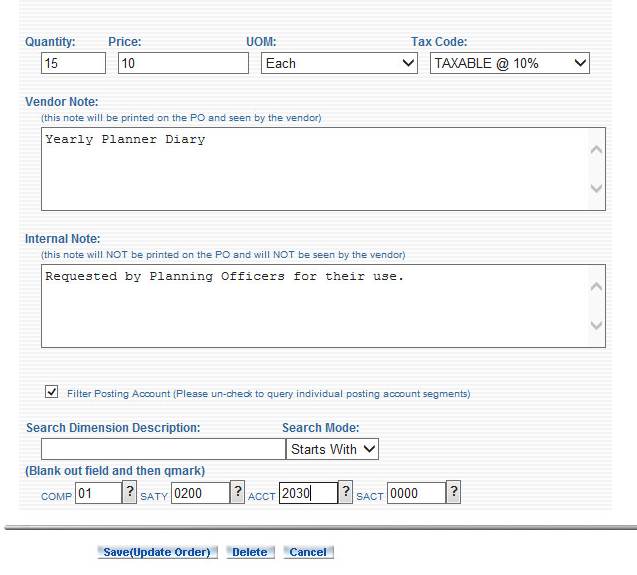 Quantity: Price: UOM: Tax Code:
15 10 Each TAXABLE @ 10%
Vendor Note:
(this note will be printed on the PO and seen by the vendor)
Yearly Planner Diary
Internal Note:
(this note will NOT be printed on the PO and will NOT be seen by the vendor)
Requested by Planning Officers for their use.
Filter Posting Account (Please un-check to query individual posting account segments)
Search Dimension Description: Search Mode:
Starts With
(Blank out field and then qmark)
COMP 01 ? SATY 0200 ? ACCT 2030 ? SACT 0000 ?
Save(Update Order) Delete Cancel